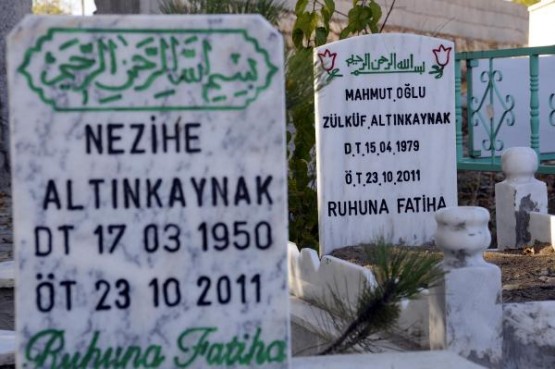 بسم الله الرحمن الرحيم
NEZİHE
ALTINKAYNAK
DT 17 03 1950
ÖT 23 10 2011
Ruhuna Fatiha
بسم الله الرحمن الرحيم
MAHMUT OĞLU
ZÜLKÜF ALTINKAYNAK
D.T. 15.04.1979
Ö.T. 23.10.2011
RUHUNA FATİHA